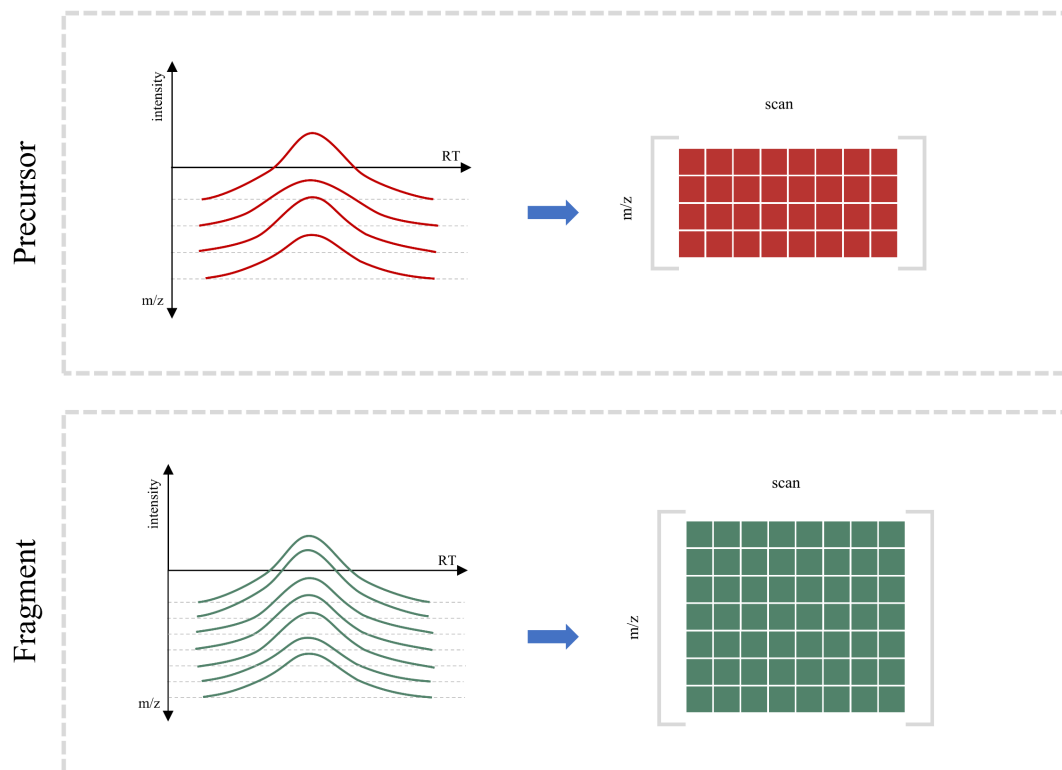 Precursor
intensity
RT
m/z
scan
m/z
Fragment
intensity
RT
m/z
scan
m/z